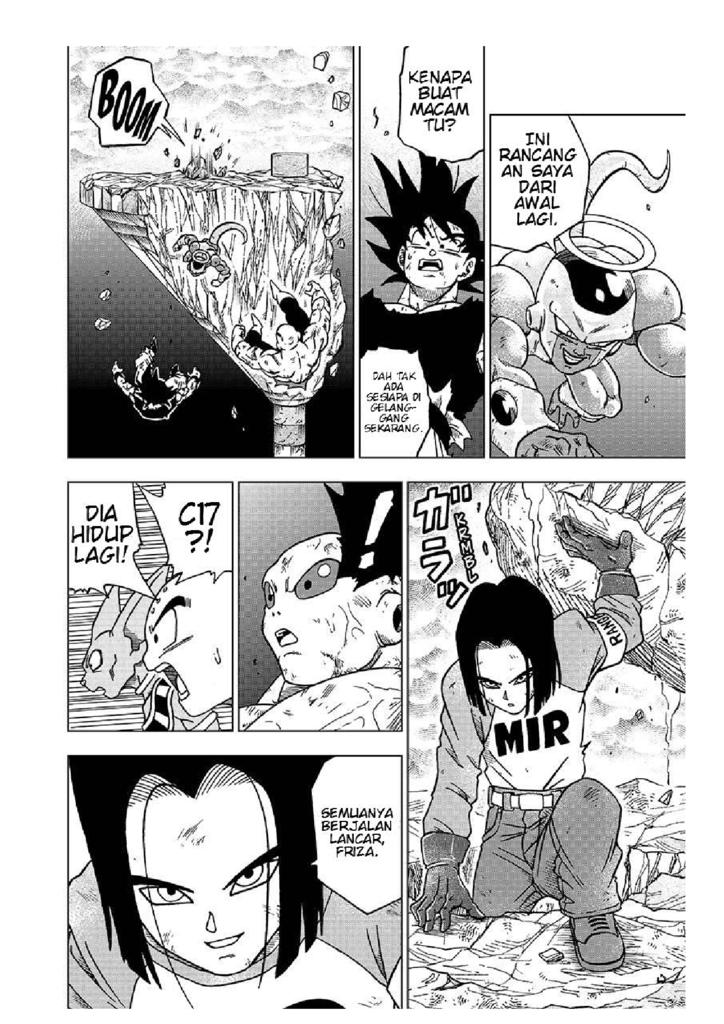 BOOM
KENAPA
BUAT
MACAM
TU?
DAH TAK
ADA
SESIAPA DI
GELANG-
GANG
SEKARANG.
INI
RANCANG
AN SAYA
DARI
AWAL
LAGI.
DIA
HIDUP
LAGI!
C17
?!
!
ガラッ
KRMBL
RANG
MIR
SEMUANYA
BERJALAN
LANCAR,
FRIZA.